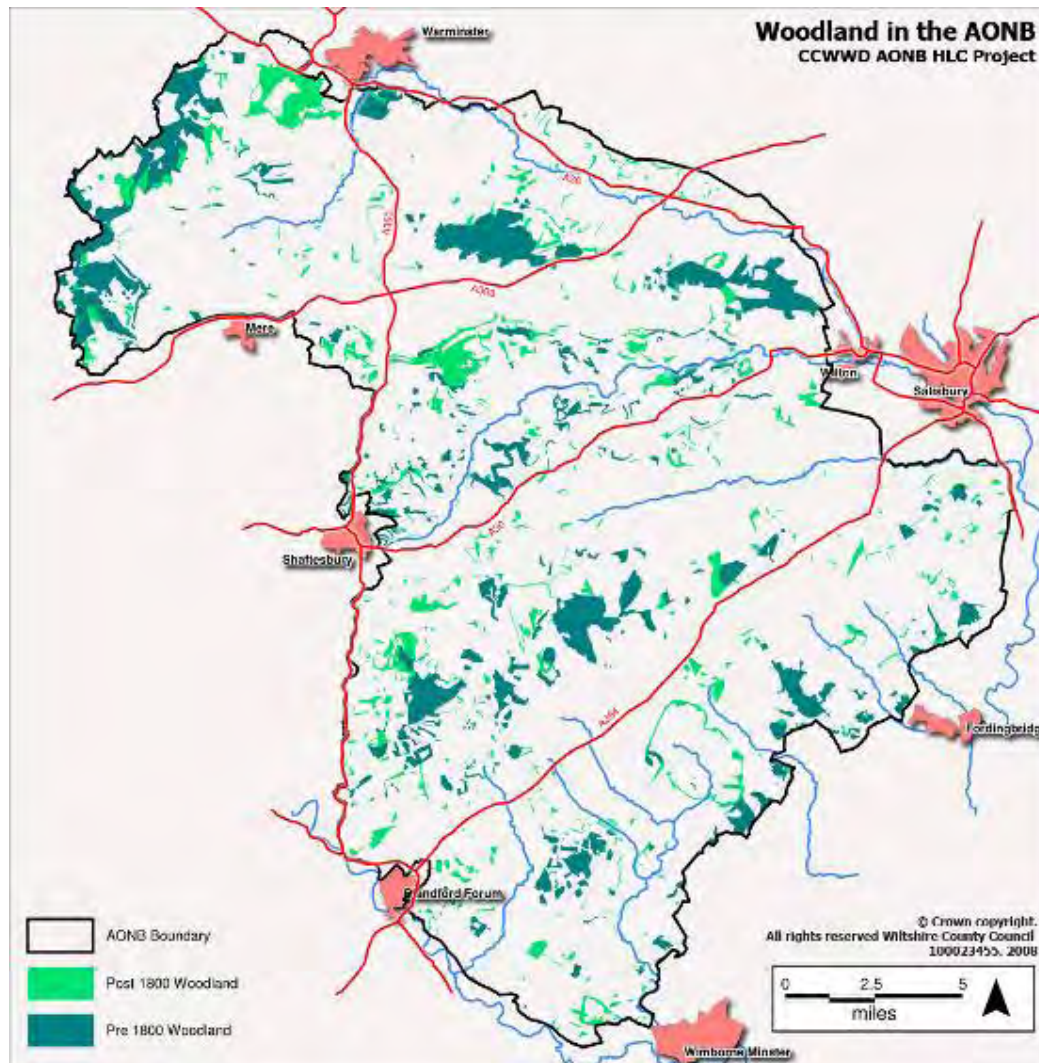 Woodland in the AONB
CCWWD AONB HLC Project
Warminster
A36
A350
A303
Mere
Wilton
Salisbury
Shaftesbury
A30
A354
Fordingbridge
Blandford Forum
Wimborne Minster
AONB Boundary
Post 1800 Woodland
Pre 1800 Woodland
© Crown copyright.
All rights reserved Wiltshire County Council
100023455. 2008
0 2.5 5
miles